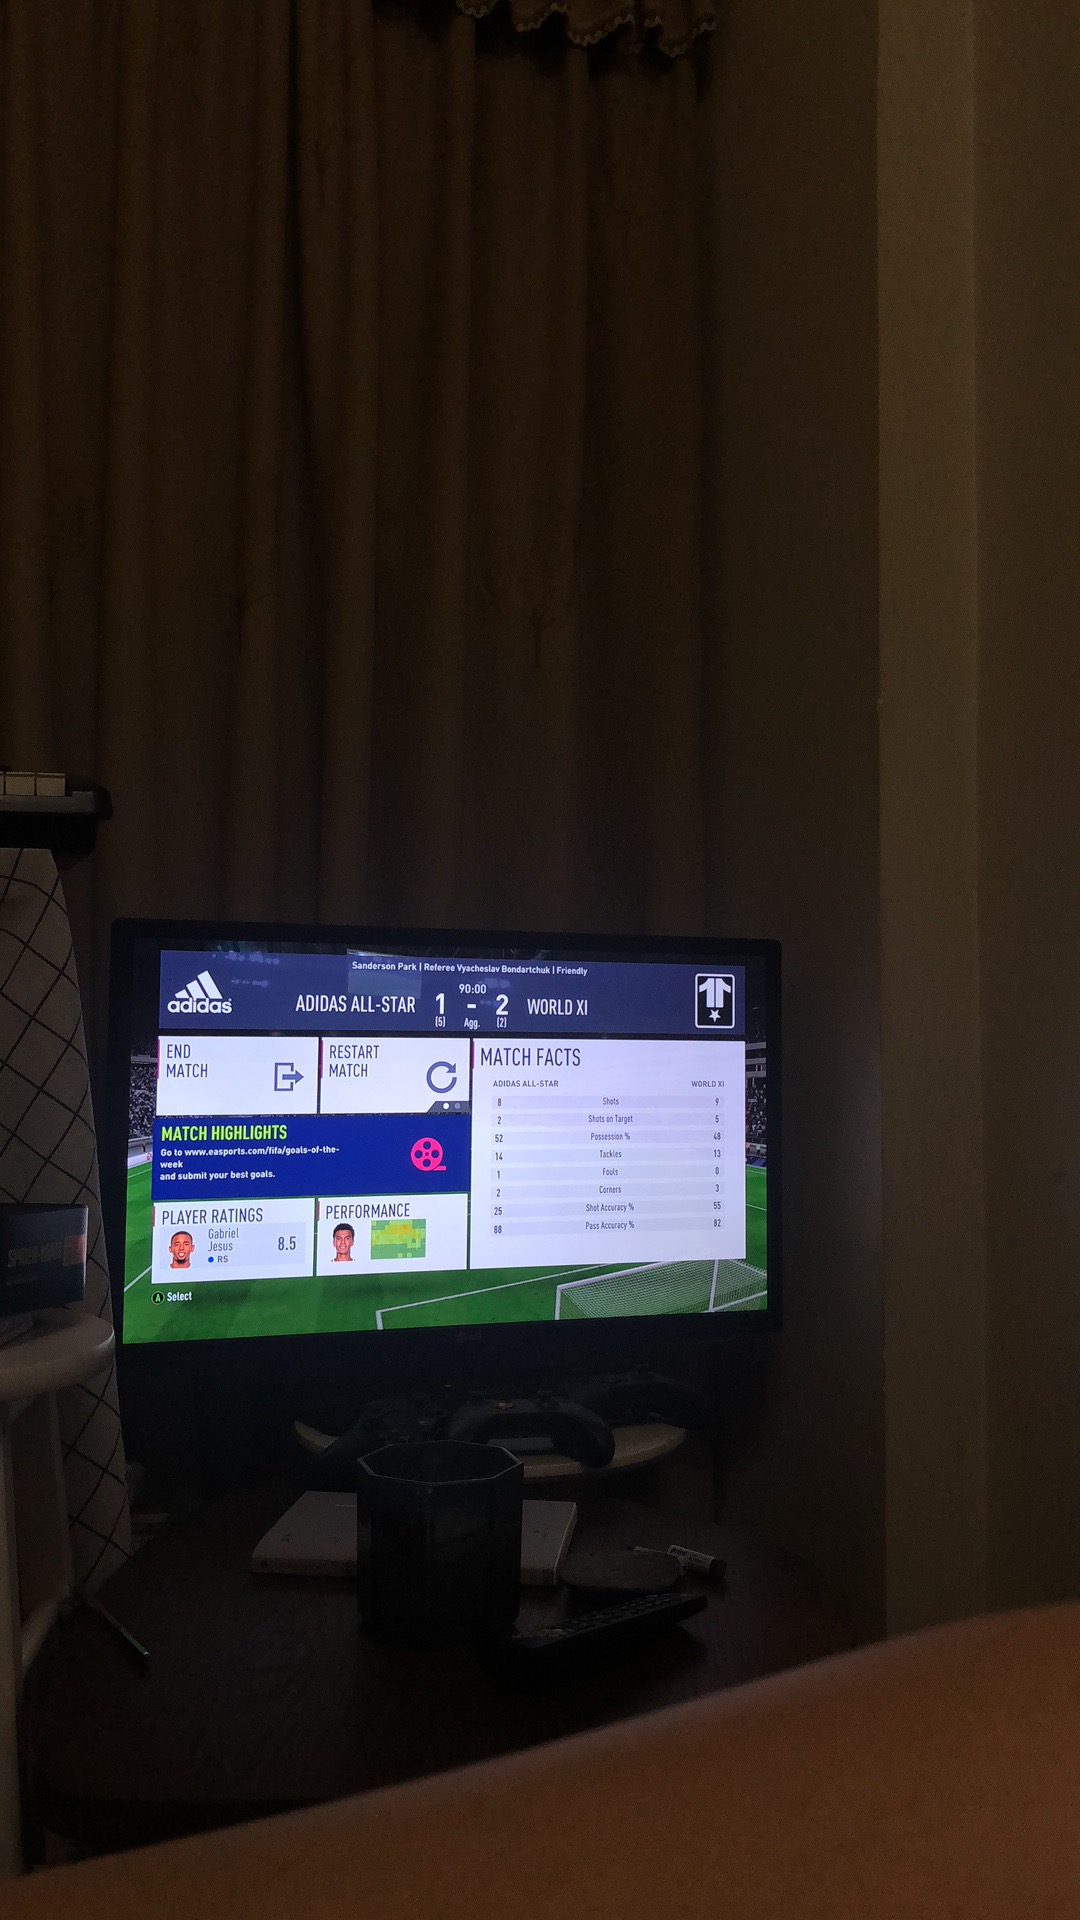 Sanderson Park | Referee Vyacheslav Bondartchuk | Friendly
90:00
adidas
ADIDAS ALL-STAR 1 - 2 WORLD XI
(5) Agg. (2)
END
MATCH
RESTART
MATCH
MATCH HIGHLIGHTS
Go to www.easports.com/fifa/goals-of-the-
week
and submit your best goals.
PLAYER RATINGS
Gabriel
Jesus
RS
8.5
PERFORMANCE
MATCH FACTS
ADIDAS ALL-STAR WORLD XI
8 Shots 9
2 Shots on Target 5
52 Possession % 48
14 Tackles 13
1 Fouls 0
2 Corners 3
25 Shot Accuracy % 55
88 Pass Accuracy % 82
A Select